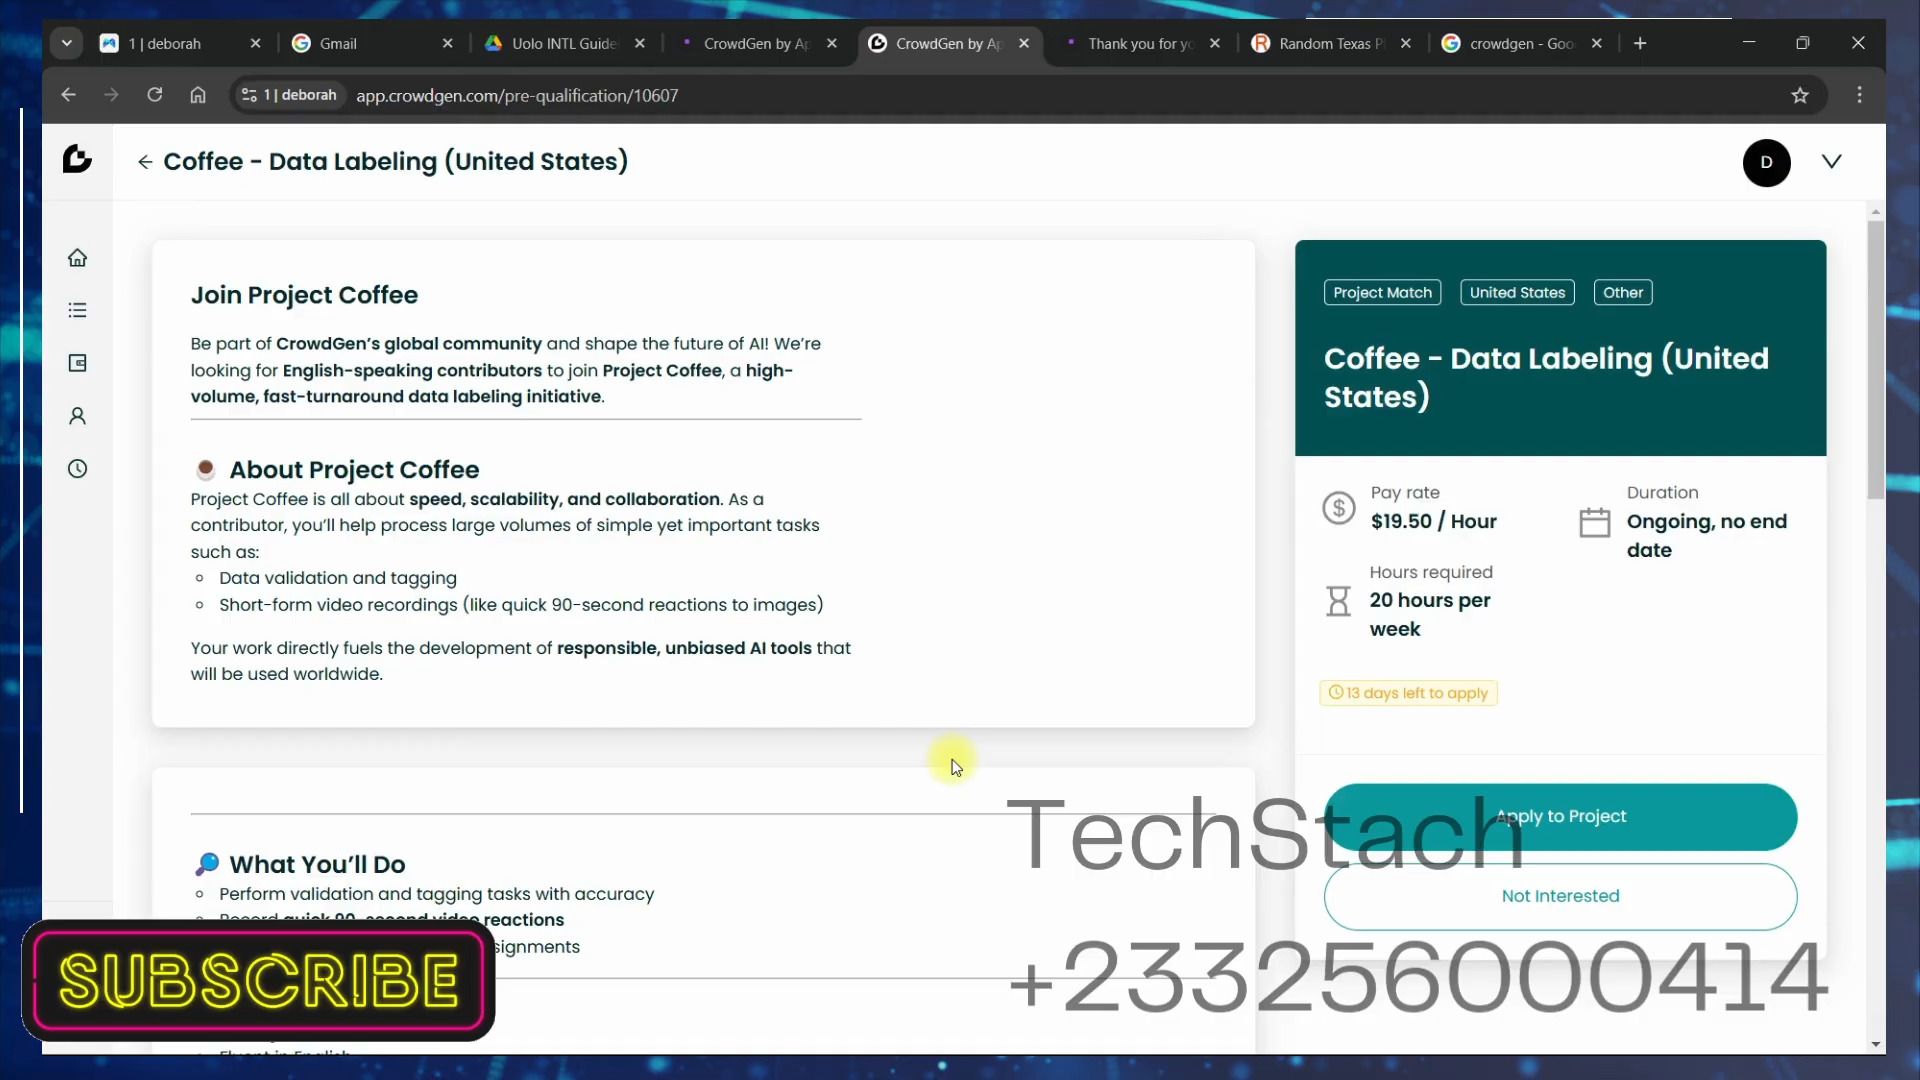 1 | deborah
Gmail
Uolo INTL Guide
CrowdGen by Ap
CrowdGen by Ap
Thank you for yo
Random Texas P
crowdgen - Goo
1 | deborah
app.crowdgen.com/pre-qualification/10607
Coffee - Data Labeling (United States)
D
Join Project Coffee
Be part of CrowdGen's global community and shape the future of AI! We're
looking for English-speaking contributors to join Project Coffee, a high-
volume, fast-turnaround data labeling initiative.
About Project Coffee
Project Coffee is all about speed, scalability, and collaboration. As a
contributor, you'll help process large volumes of simple yet important tasks
such as:
Data validation and tagging
Short-form video recordings (like quick 90-second reactions to images)
Your work directly fuels the development of responsible, unbiased AI tools that
will be used worldwide.
What You'll Do
Perform validation and tagging tasks with accuracy
Record quick 90-second video reactions
signments
Fluent in English
Project Match
United States
Other
Coffee - Data Labeling (United
States)
Pay rate
$19.50 / Hour
Duration
Ongoing, no end
date
Hours required
20 hours per
week
13 days left to apply
Apply to Project
Not Interested
TechStach
+233256000414
SUBSCRIBE